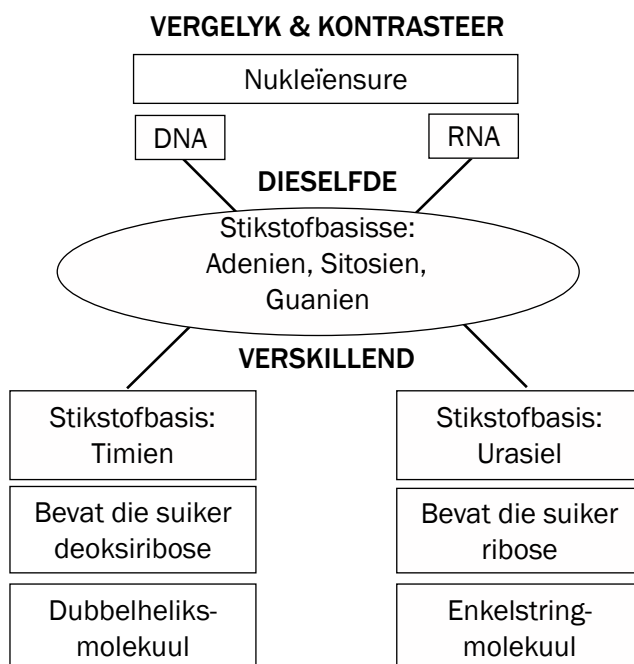 VERGELYK & KONTRASTEER
Nukleïensure
DNA
RNA
DIESELFDE
Stikstofbasisse:
Adenien, Sitosien,
Guanien
VERSKILLEND
Stikstofbasis:
Timien
Bevat die suiker
deoksiribose
Dubbelheliks-
molekuul
Stikstofbasis:
Urasiel
Bevat die suiker
ribose
Enkelstring-
molekuul